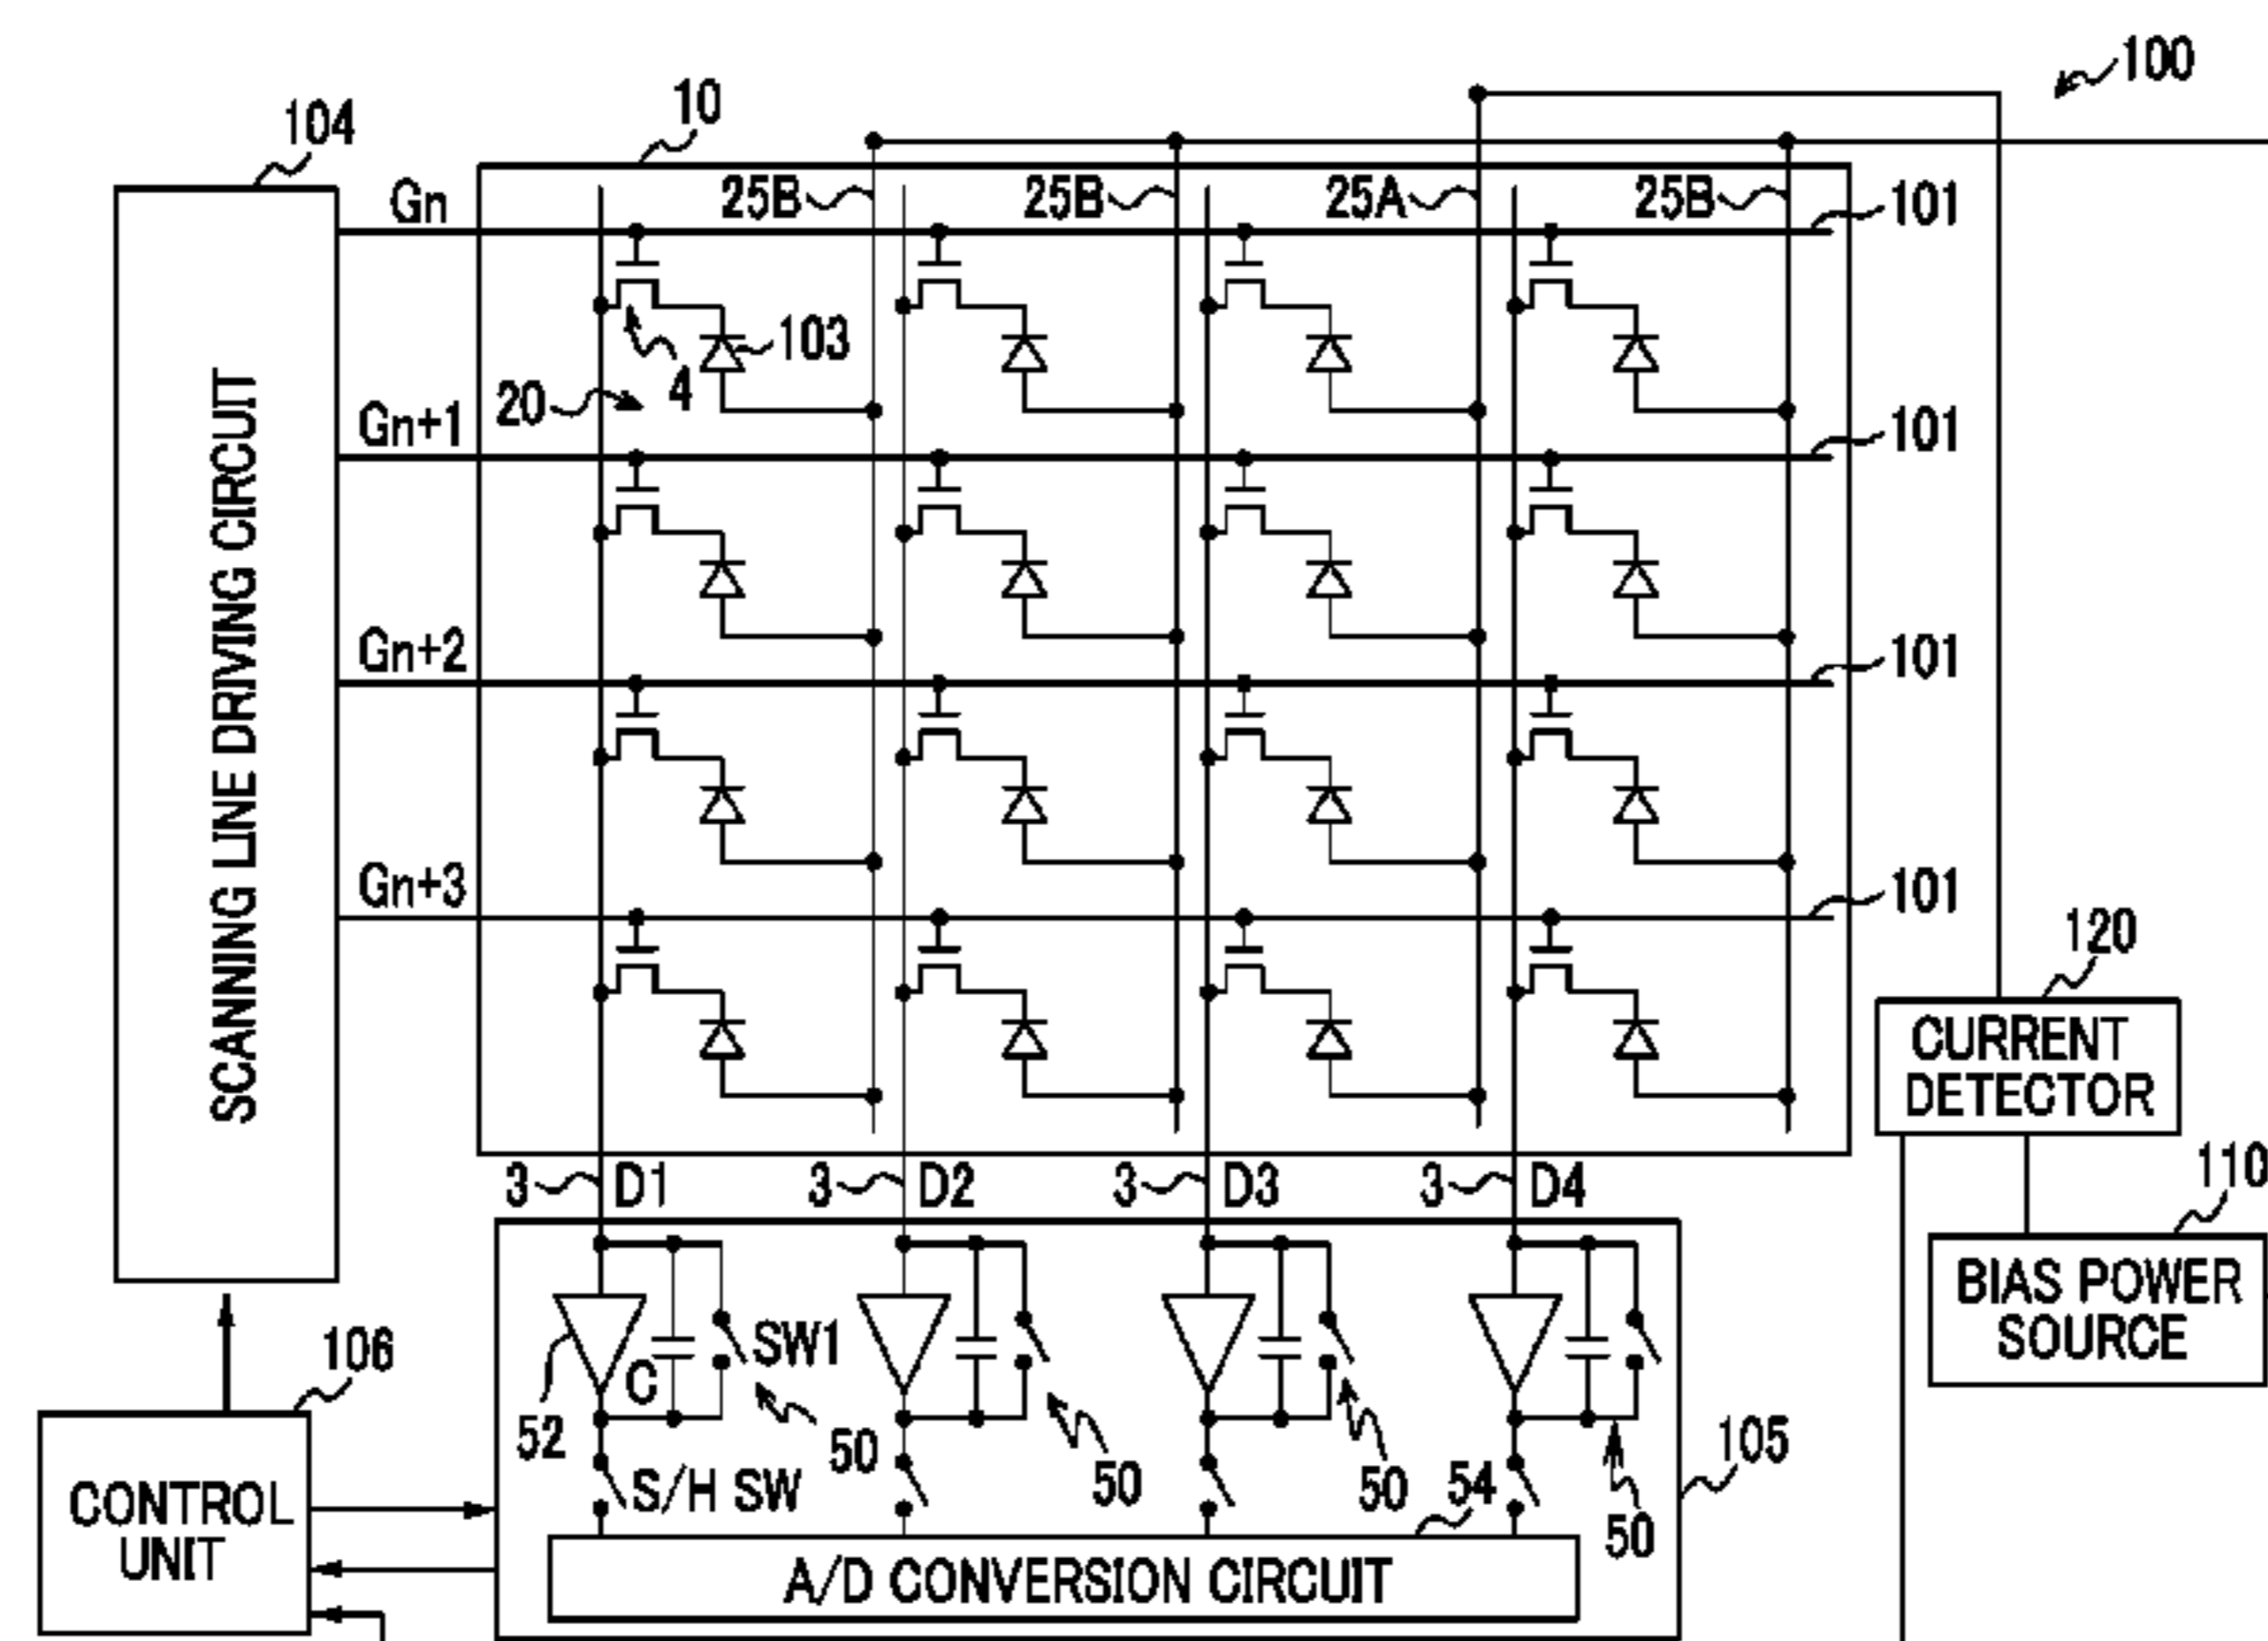 100
10
104
Gn
25B
25B
25A
25B
101
103
4
20
Gn+1
101
SCANNING LINE DRIVING CIRCUIT
Gn+2
101
Gn+3
101
120
CURRENT
DETECTOR
3 D1
3 D2
3 D3
3 D4
110
BIAS POWER
SOURCE
106
C
SW1
52
50
50
50
50
105
S/H SW
54
CONTROL
UNIT
A/D CONVERSION CIRCUIT